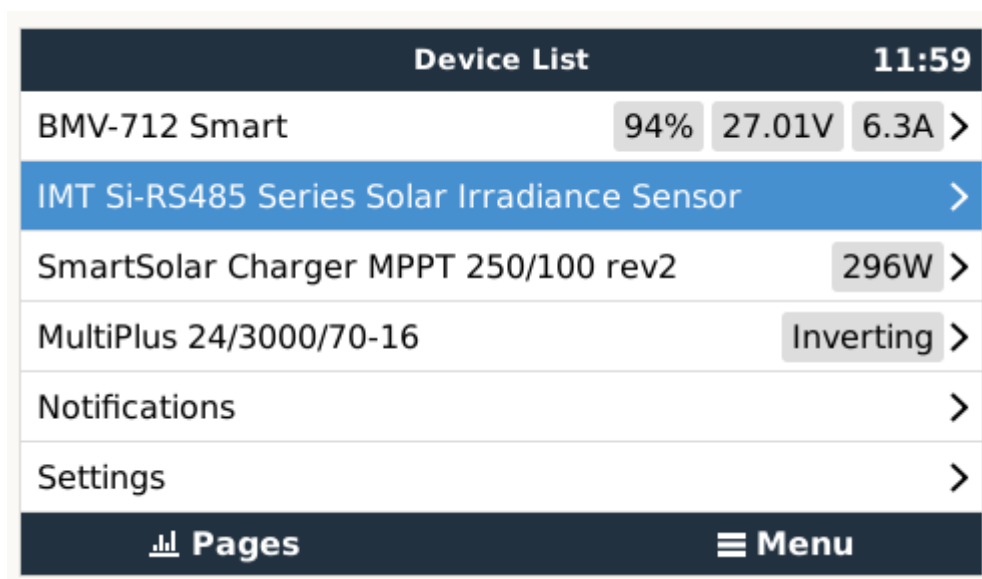 Device List 11:59
BMV-712 Smart 94% 27.01V 6.3A
IMT Si-RS485 Series Solar Irradiance Sensor
SmartSolar Charger MPPT 250/100 rev2 296W
MultiPlus 24/3000/70-16 Inverting
Notifications
Settings
Pages Menu